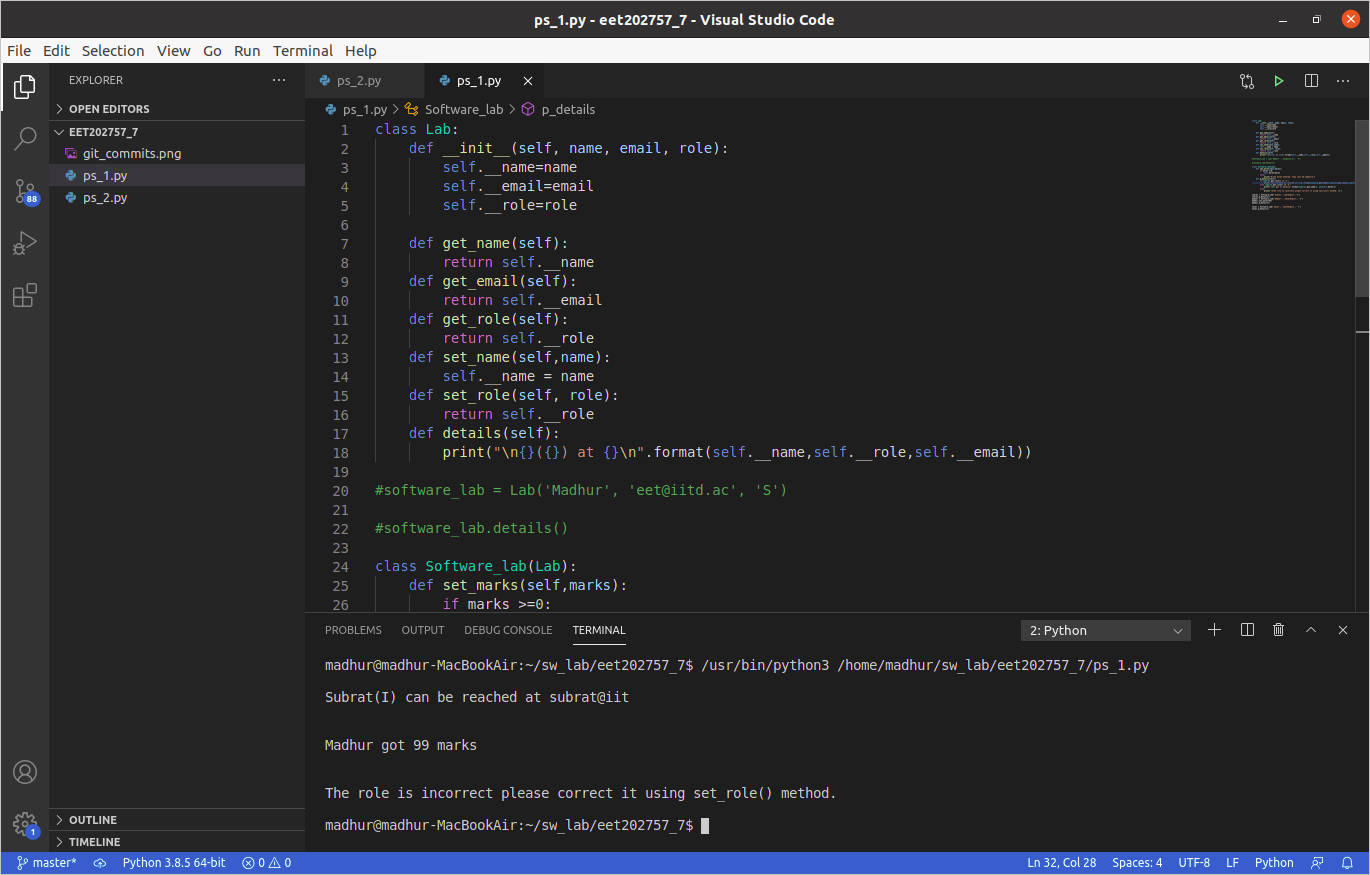 ps_1.py - eet202757_7 - Visual Studio Code
File Edit Selection View Go Run Terminal Help
EXPLORER
OPEN EDITORS
EET202757_7
git_commits.png
ps_1.py
ps_2.py
88
OUTLINE
TIMELINE
1
ps_2.py ps_1.py
ps_1.py > Software_lab > p_details
1 class Lab:
2     def __init__(self, name, email, role):
3         self.__name=name
4         self.__email=email
5         self.__role=role
6
7     def get_name(self):
8         return self.__name
9     def get_email(self):
10         return self.__email
11     def get_role(self):
12         return self.__role
13     def set_name(self,name):
14         self.__name = name
15     def set_role(self, role):
16         return self.__role
17     def details(self):
18         print("\n{}({}) at {}\n".format(self.__name,self.__role,self.__email))
19
20 #software_lab = Lab('Madhur', 'eet@iitd.ac', 'S')
21
22 #software_lab.details()
23
24 class Software_lab(Lab):
25     def set_marks(self,marks):
26         if marks >=0:
PROBLEMS OUTPUT DEBUG CONSOLE TERMINAL 2: Python
madhur@madhur-MacBookAir:~/sw_lab/eet202757_7$ /usr/bin/python3 /home/madhur/sw_lab/eet202757_7/ps_1.py
Subrat(I) can be reached at subrat@iit
Madhur got 99 marks
The role is incorrect please correct it using set_role() method.
madhur@madhur-MacBookAir:~/sw_lab/eet202757_7$
master* Python 3.8.5 64-bit 0 0 Ln 32, Col 28 Spaces: 4 UTF-8 LF Python